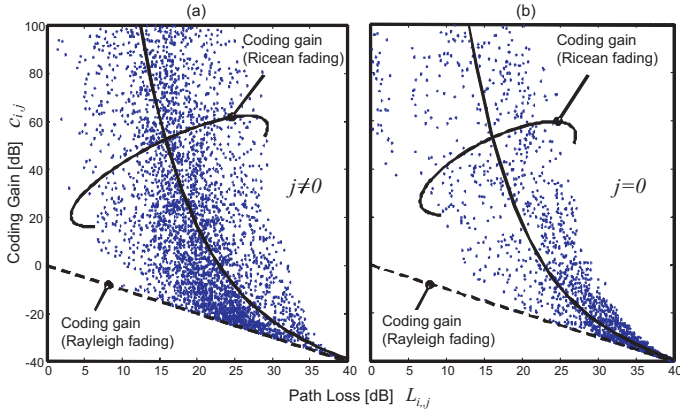 (a)
(b)
100
80
60
40
20
0
-20
-40
Coding Gain [dB] c_{i,j}
Coding gain
(Ricean fading)
j≠0
Coding gain
(Rayleigh fading)
0 5 10 15 20 25 30 35 40
Coding gain
(Ricean fading)
j=0
Coding gain
(Rayleigh fading)
0 5 10 15 20 25 30 35 40
Path Loss [dB] L_{i,,j}